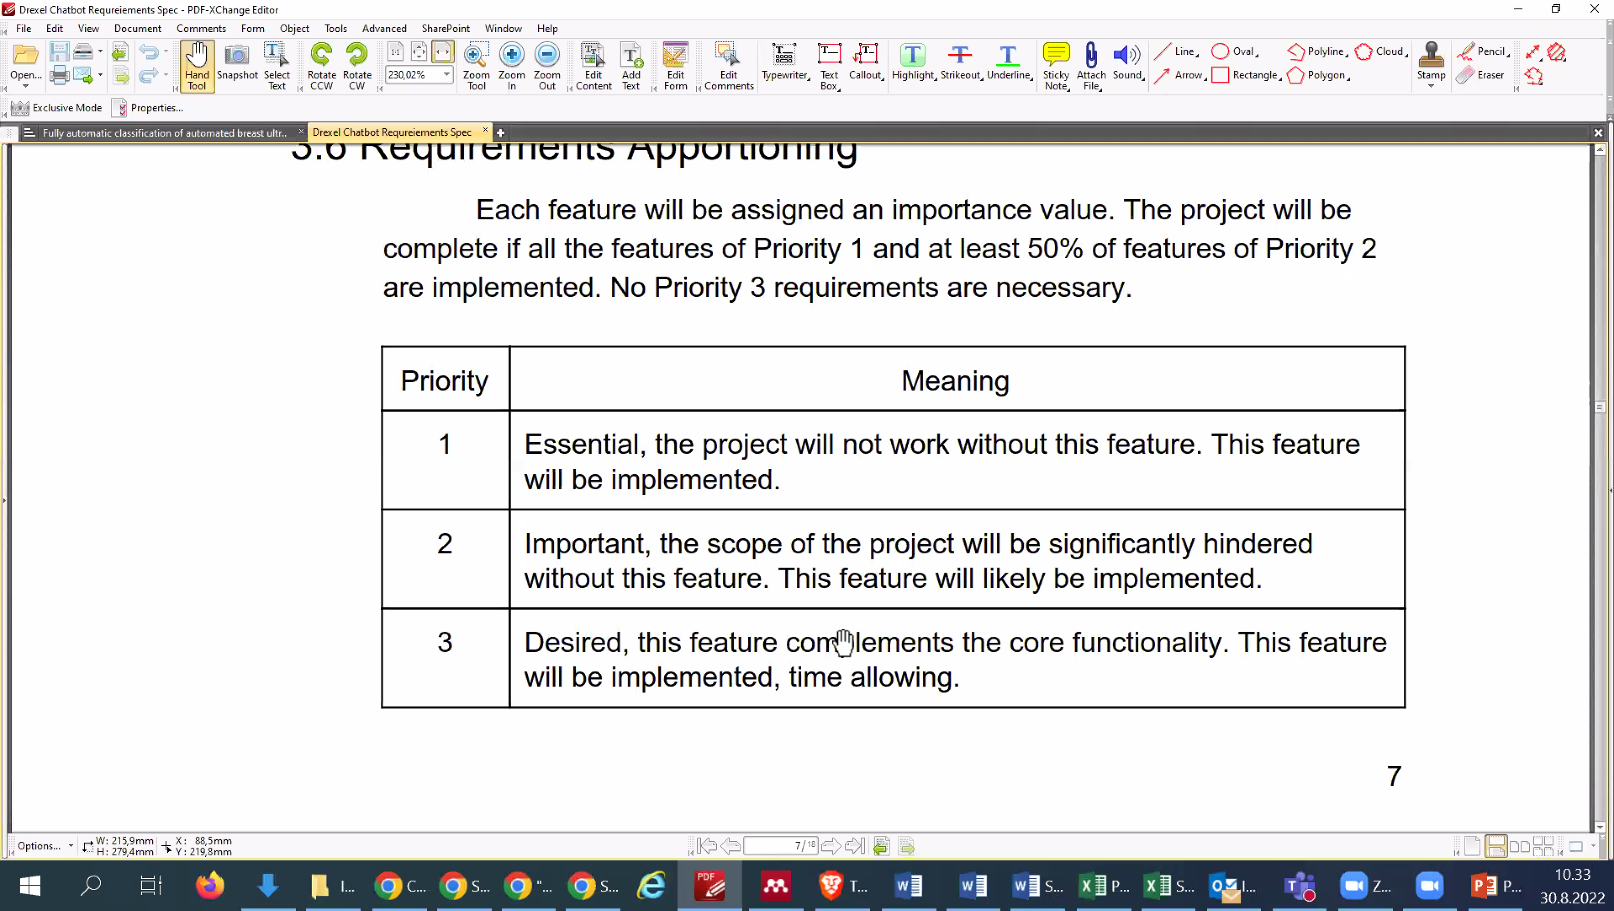 Drexel Chatbot Requreiements Spec - PDF-XChange Editor
File Edit View Document Comments Form Object Tools Advanced SharePoint Window Help
Open... Hand Tool Snapshot Select Text Rotate CCW Rotate CW 230,02% Zoom Tool Zoom In Zoom Out Edit Content Add Text Edit Form Edit Comments Typewriter Text Box Callout Highlight Strikeout Underline Sticky Note Attach File Sound Line Arrow Oval Rectangle Polyline Polygon Cloud Stamp Pencil Eraser
Exclusive Mode Properties...
Fully automatic classification of automated breast ultr.. Drexel Chatbot Requreiements Spec
3.6 Requirements Apportioning
Each feature will be assigned an importance value. The project will be
complete if all the features of Priority 1 and at least 50% of features of Priority 2
are implemented. No Priority 3 requirements are necessary.
Priority Meaning
1 Essential, the project will not work without this feature. This feature
will be implemented.
2 Important, the scope of the project will be significantly hindered
without this feature. This feature will likely be implemented.
3 Desired, this feature complements the core functionality. This feature
will be implemented, time allowing.
7
Options... W: 215,9mm X: 88,5mm
H: 279,4mm Y: 219,8mm
7/18
I... C... S... "... S... PDF T... S... P... S... I... Z... P...
10.33
30.8.2022